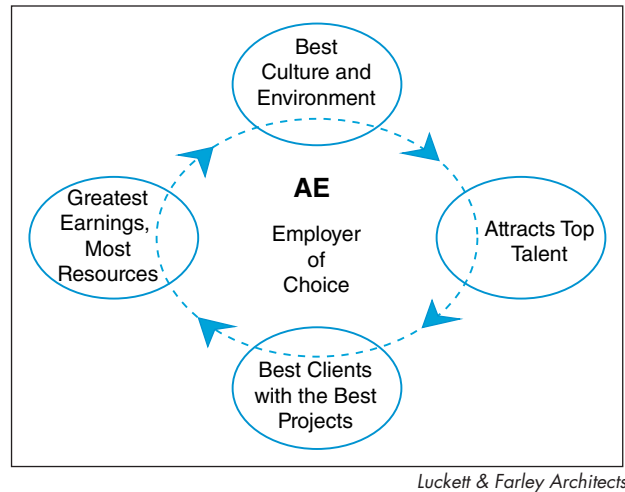 Best
Culture and
Environment
AE
Employer
of
Choice
Greatest
Earnings,
Most
Resources
Attracts Top
Talent
Best Clients
with the Best
Projects
Luckett & Farley Architects